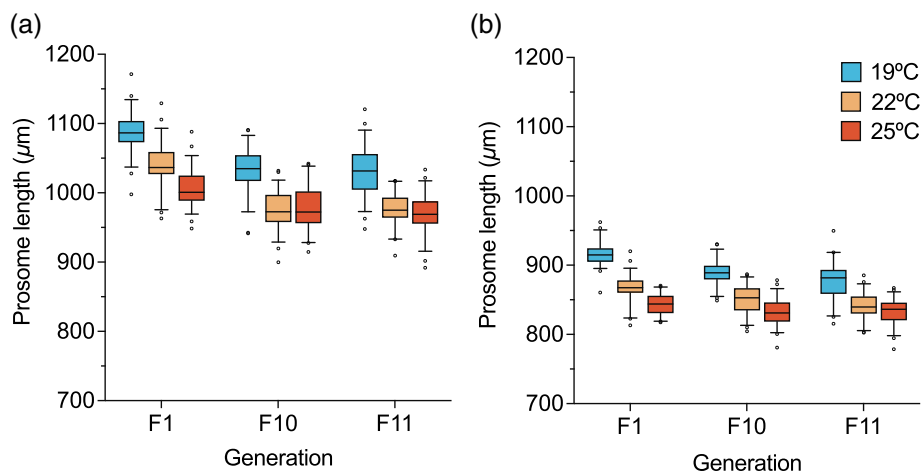 (a)
Prosome length (µm)
1200
1100
1000
900
800
700
F1
F10
F11
Generation
(b)
Prosome length (µm)
1200
1100
1000
900
800
700
F1
F10
F11
Generation
19ºC
22ºC
25ºC